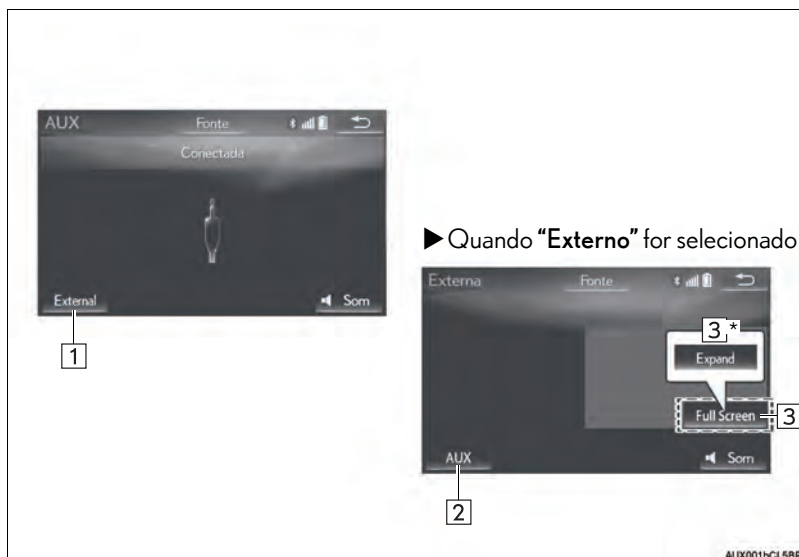 AUX Fonte
Conectada
External Som
1
▶ Quando “Externo” for selecionado
Externa Fonte
3 *
Expand
Full Screen 3
AUX Som
2
AUX001bCL5BR